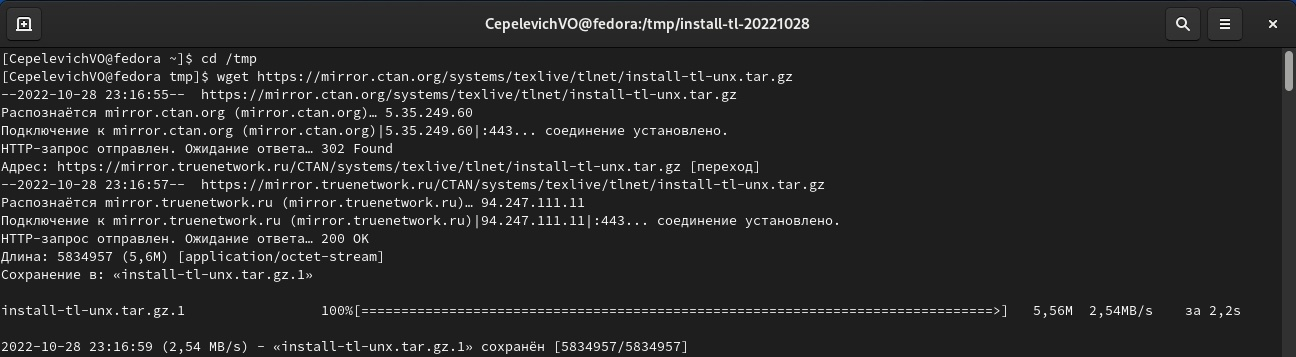 CepelevichVO@fedora:/tmp/install-tl-20221028
[CepelevichVO@fedora ~]$ cd /tmp
[CepelevichVO@fedora tmp]$ wget https://mirror.ctan.org/systems/texlive/tlnet/install-tl-unx.tar.gz
--2022-10-28 23:16:55--  https://mirror.ctan.org/systems/texlive/tlnet/install-tl-unx.tar.gz
Распознаётся mirror.ctan.org (mirror.ctan.org)… 5.35.249.60
Подключение к mirror.ctan.org (mirror.ctan.org)|5.35.249.60|:443... соединение установлено.
HTTP-запрос отправлен. Ожидание ответа… 302 Found
Адрес: https://mirror.truenetwork.ru/CTAN/systems/texlive/tlnet/install-tl-unx.tar.gz [переход]
--2022-10-28 23:16:57--  https://mirror.truenetwork.ru/CTAN/systems/texlive/tlnet/install-tl-unx.tar.gz
Распознаётся mirror.truenetwork.ru (mirror.truenetwork.ru)… 94.247.111.11
Подключение к mirror.truenetwork.ru (mirror.truenetwork.ru)|94.247.111.11|:443... соединение установлено.
HTTP-запрос отправлен. Ожидание ответа… 200 OK
Длина: 5834957 (5,6M) [application/octet-stream]
Сохранение в: «install-tl-unx.tar.gz.1»
install-tl-unx.tar.gz.1                 100%[===============================================================================>]   5,56M  2,54MB/s    за 2,2s
2022-10-28 23:16:59 (2,54 MB/s) - «install-tl-unx.tar.gz.1» сохранён [5834957/5834957]